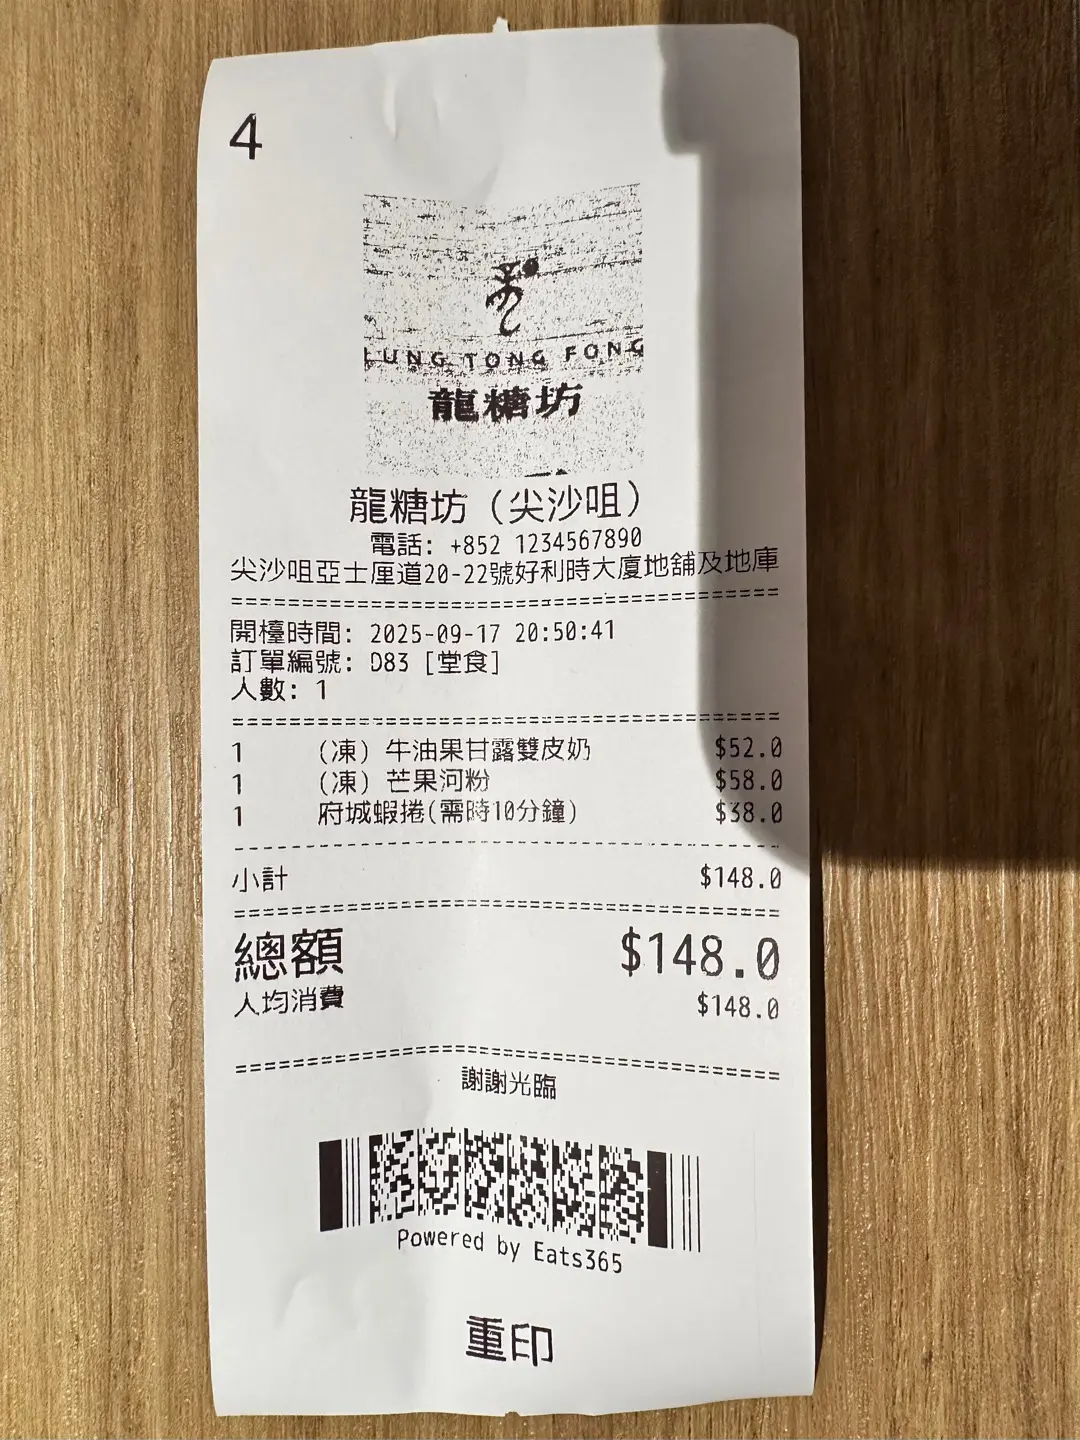 4
LUNG TONG FONG
龍糖坊
龍糖坊（尖沙咀）
電話: +852 1234567890
尖沙咀亞士厘道20-22號好利時大廈地舖及地庫
開檯時間: 2025-09-17 20:50:41
訂單編號: D83 [堂食]
人數: 1
1 （凍）牛油果甘露雙皮奶 $52.0
1 （凍）芒果河粉 $58.0
1 府城蝦捲(需時10分鐘) $38.0
小計 $148.0
總額 $148.0
人均消費 $148.0
謝謝光臨
Powered by Eats365
重印